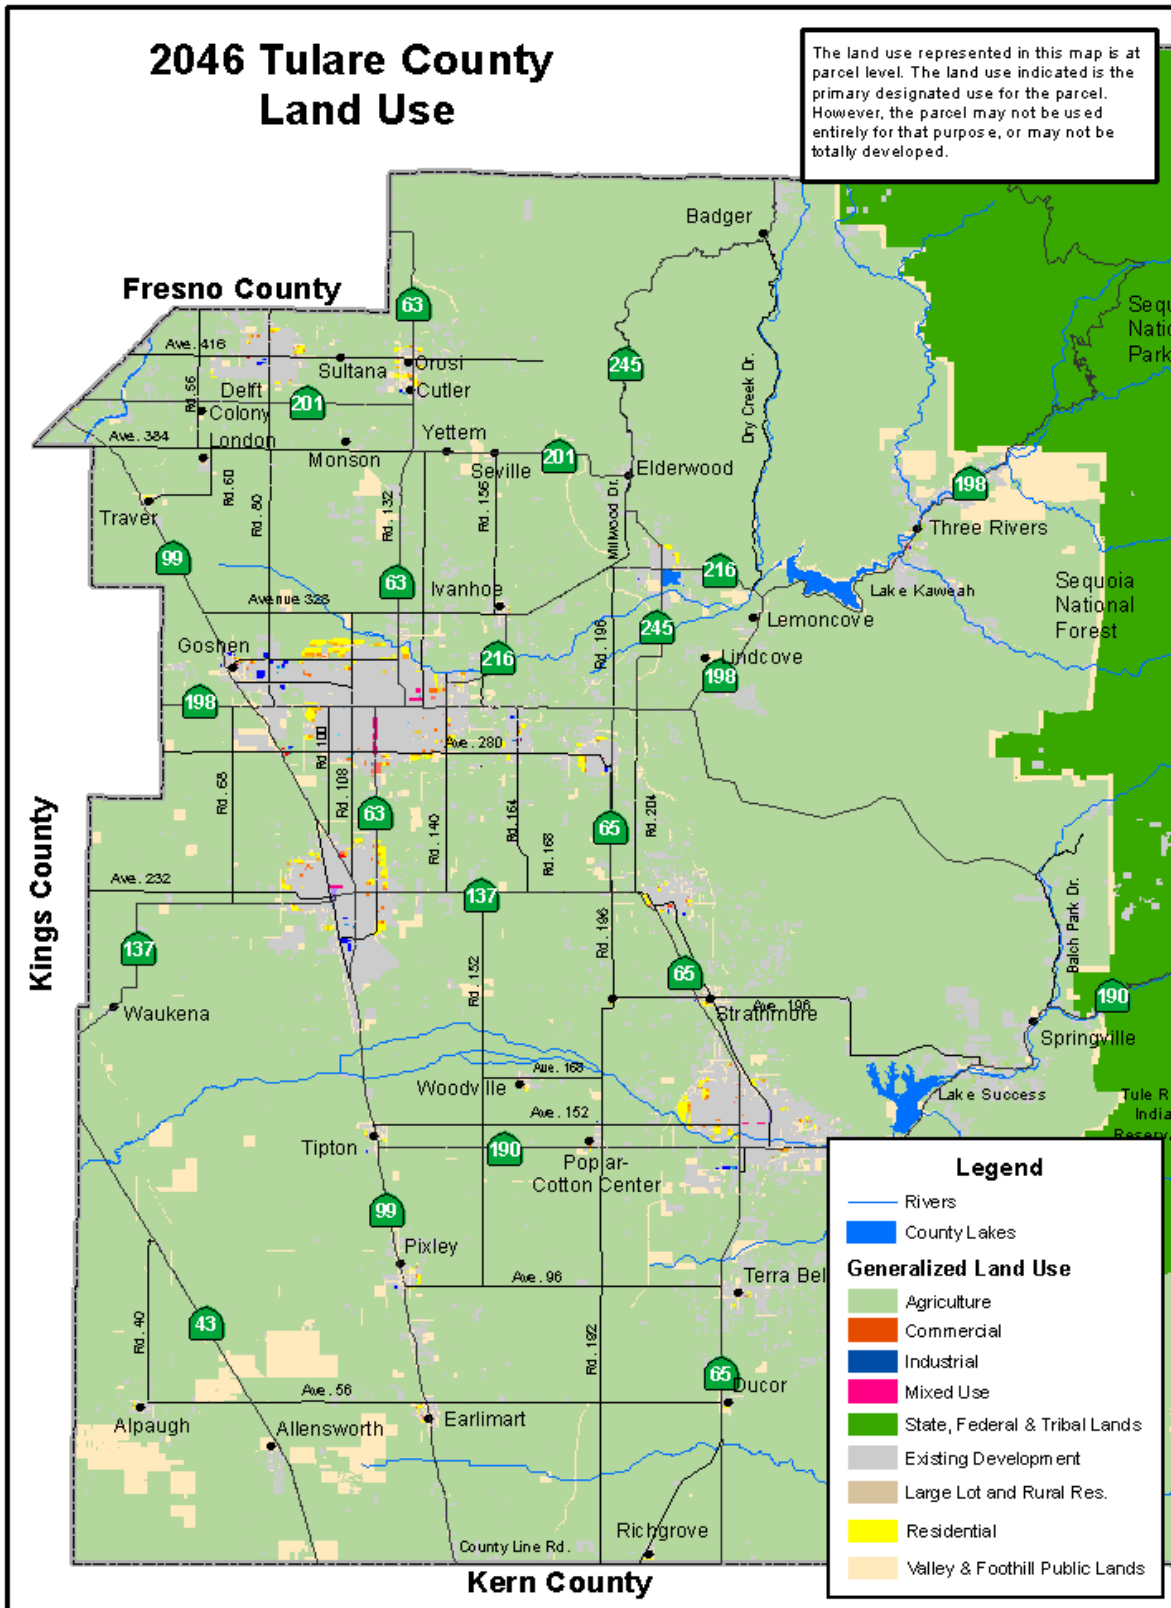 2046 Tulare County
Land Use
The land use represented in this map is at
parcel level. The land use indicated is the
primary designated use for the parcel.
However, the parcel may not be used
entirely for that purpose, or may not be
totally developed.
Badger
Fresno County
63
Sequ
Natio
Park
Ave. 416
Sultana
Orosi
245
Rd. 56
Delft
Colony
201
Cutler
Dry Creek Dr.
Ave. 384
London
Monson
Yettem
Seville
201
Elderwood
198
Rd. 60
Rd. 80
Rd. 132
Rd. 156
Millwood Dr.
Traver
Three Rivers
99
63
Ivanhoe
216
Lake Kaweah
Sequoia
National
Forest
Avenue 328
Lemoncove
Goshen
216
Rd. 196
245
Lindcove
198
198
Rd. 100
Ave. 280
Rd. 68
Rd. 108
63
Rd. 140
Rd. 164
Rd. 168
65
Rd. 204
Kings County
Ave. 232
137
137
Rd. 152
Rd. 196
65
Balch Park Dr.
190
Waukena
Ave. 196
Strathmore
Springville
Woodville
Ave. 168
Lake Success
Tule R
India
Reserv
Ave. 152
Tipton
190
Poplar-
Cotton Center
99
Pixley
Ave. 96
Terra Bel
Rd. 40
43
Rd. 192
65
Ducor
Ave. 56
Alpaugh
Allensworth
Earlimart
Richgrove
County Line Rd.
Kern County
Legend
Rivers
County Lakes
Generalized Land Use
Agriculture
Commercial
Industrial
Mixed Use
State, Federal & Tribal Lands
Existing Development
Large Lot and Rural Res.
Residential
Valley & Foothill Public Lands